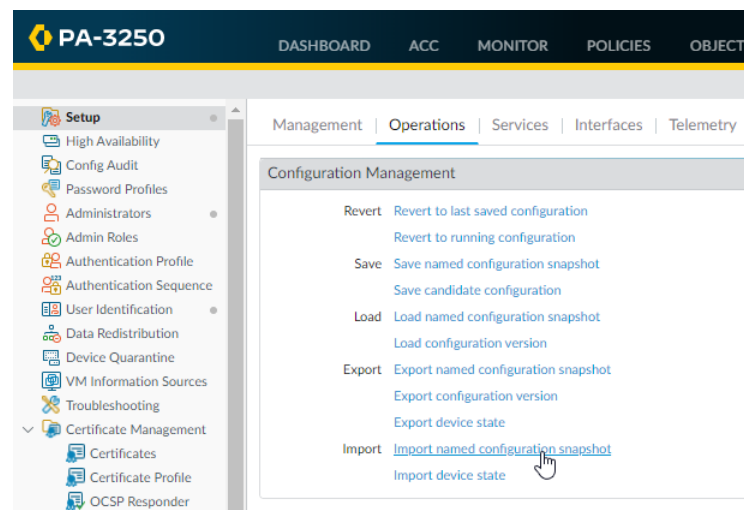 PA-3250
DASHBOARD ACC MONITOR POLICIES OBJECT
Setup
High Availability
Config Audit
Password Profiles
Administrators
Admin Roles
Authentication Profile
Authentication Sequence
User Identification
Data Redistribution
Device Quarantine
VM Information Sources
Troubleshooting
Certificate Management
Certificates
Certificate Profile
OCSP Responder
Management | Operations | Services | Interfaces | Telemetry
Configuration Management
Revert Revert to last saved configuration
Revert to running configuration
Save Save named configuration snapshot
Save candidate configuration
Load Load named configuration snapshot
Load configuration version
Export Export named configuration snapshot
Export configuration version
Export device state
Import Import named configuration snapshot
Import device state